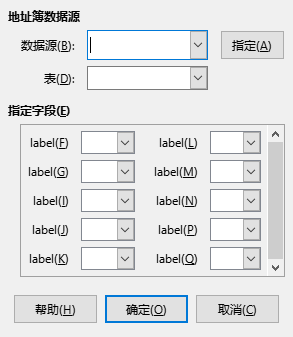 地址簿数据源
数据源(B): 指定(A)
表(D):
指定字段(E)
label(F) label(L)
label(G) label(M)
label(I) label(N)
label(J) label(P)
label(K) label(Q)
帮助(H) 确定(O) 取消(C)